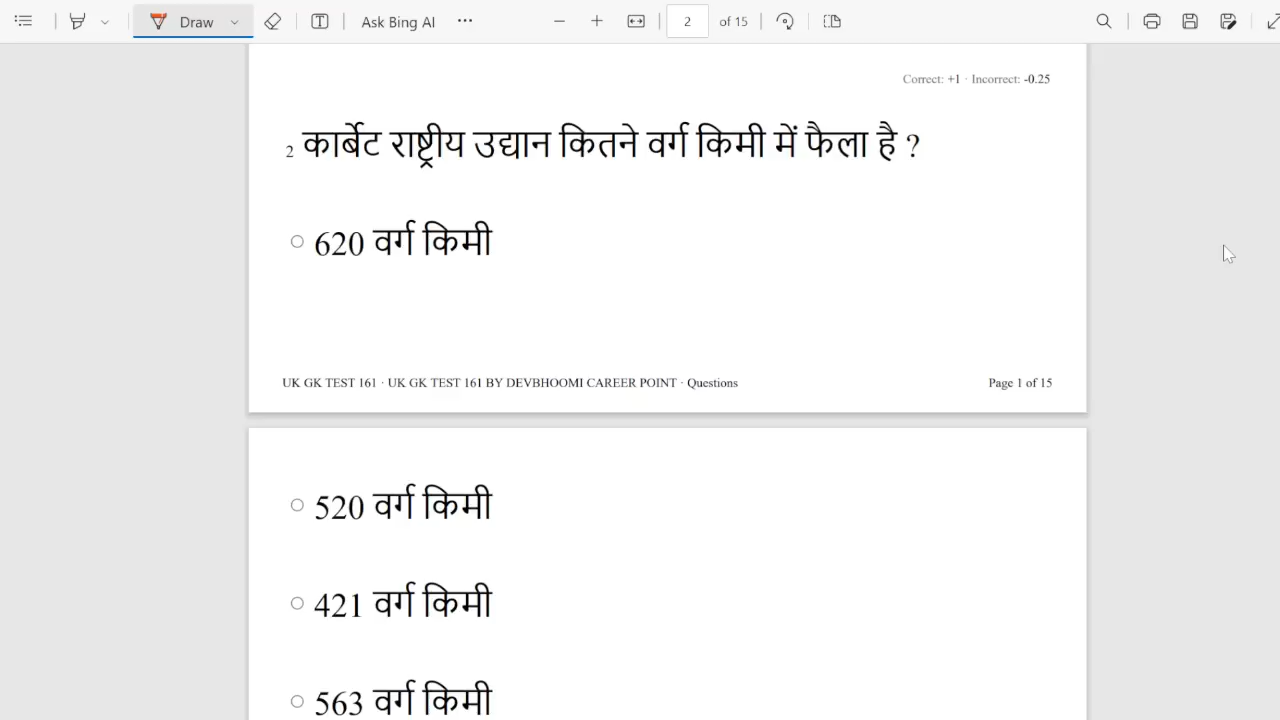 Draw
Ask Bing AI
2 of 15
Correct: +1 · Incorrect: -0.25
2 कार्बेट राष्ट्रीय उद्यान कितने वर्ग किमी में फैला है ?
620 वर्ग किमी
UK GK TEST 161 · UK GK TEST 161 BY DEVBHOOMI CAREER POINT · Questions Page 1 of 15
520 वर्ग किमी
421 वर्ग किमी
563 वर्ग किमी